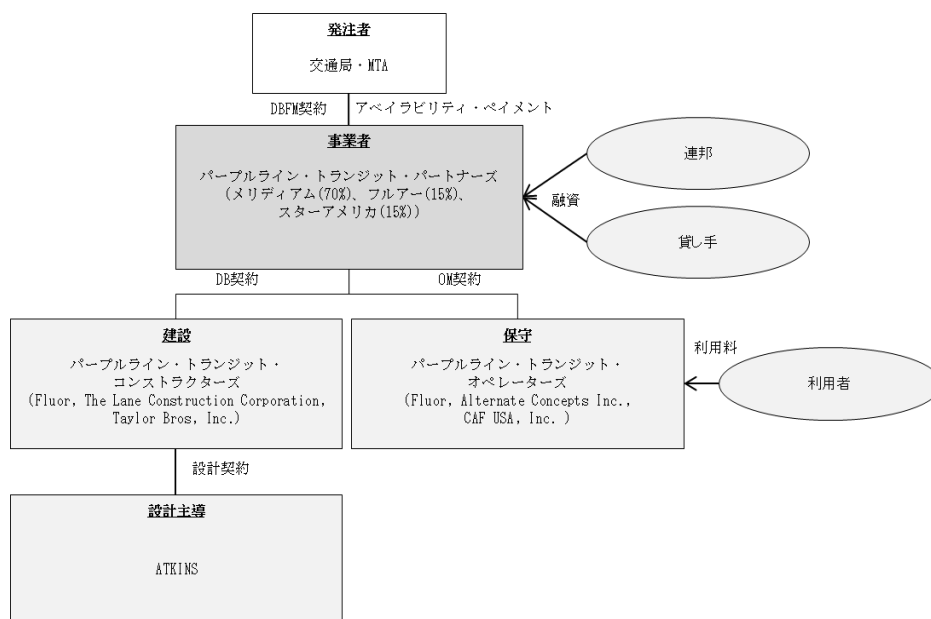 発注者
交通局・MTA
DBFM契約
アベイラビリティ・ペイメント
事業者
パープルライン・トランジット・パートナーズ
(メリディアム(70%)、フルアー(15%)、
スターアメリカ(15%))
連邦
融資
貸し手
DB契約
OM契約
建設
パープルライン・トランジット・
コンストラクターズ
(Fluor, The Lane Construction Corporation,
Taylor Bros, Inc.)
保守
パープルライン・トランジット・
オペレーターズ
(Fluor, Alternate Concepts Inc.,
CAF USA, Inc. )
利用料
利用者
設計契約
設計主導
ATKINS